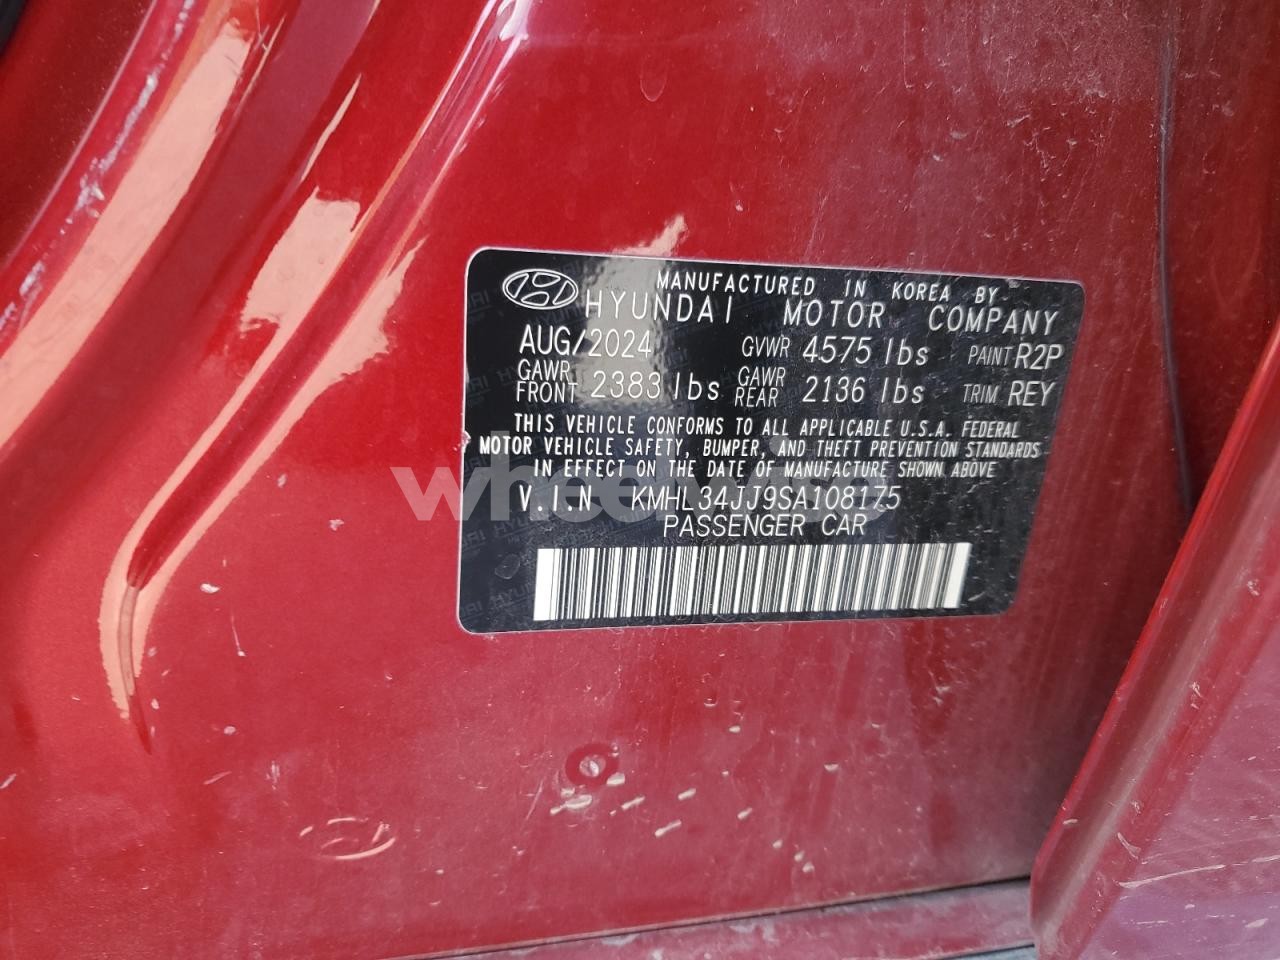 MANUFACTURED IN KOREA BY
HYUNDAI MOTOR COMPANY
AUG/2024 GVWR 4575 lbs PAINT R2P
GAWR FRONT 2383 lbs GAWR REAR 2136 lbs TRIM REY
THIS VEHICLE CONFORMS TO ALL APPLICABLE U.S.A. FEDERAL
MOTOR VEHICLE SAFETY, BUMPER, AND THEFT PREVENTION STANDARDS
IN EFFECT ON THE DATE OF MANUFACTURE SHOWN ABOVE
wheelwise
V.I.N KMHL34JJ9SA108175
PASSENGER CAR